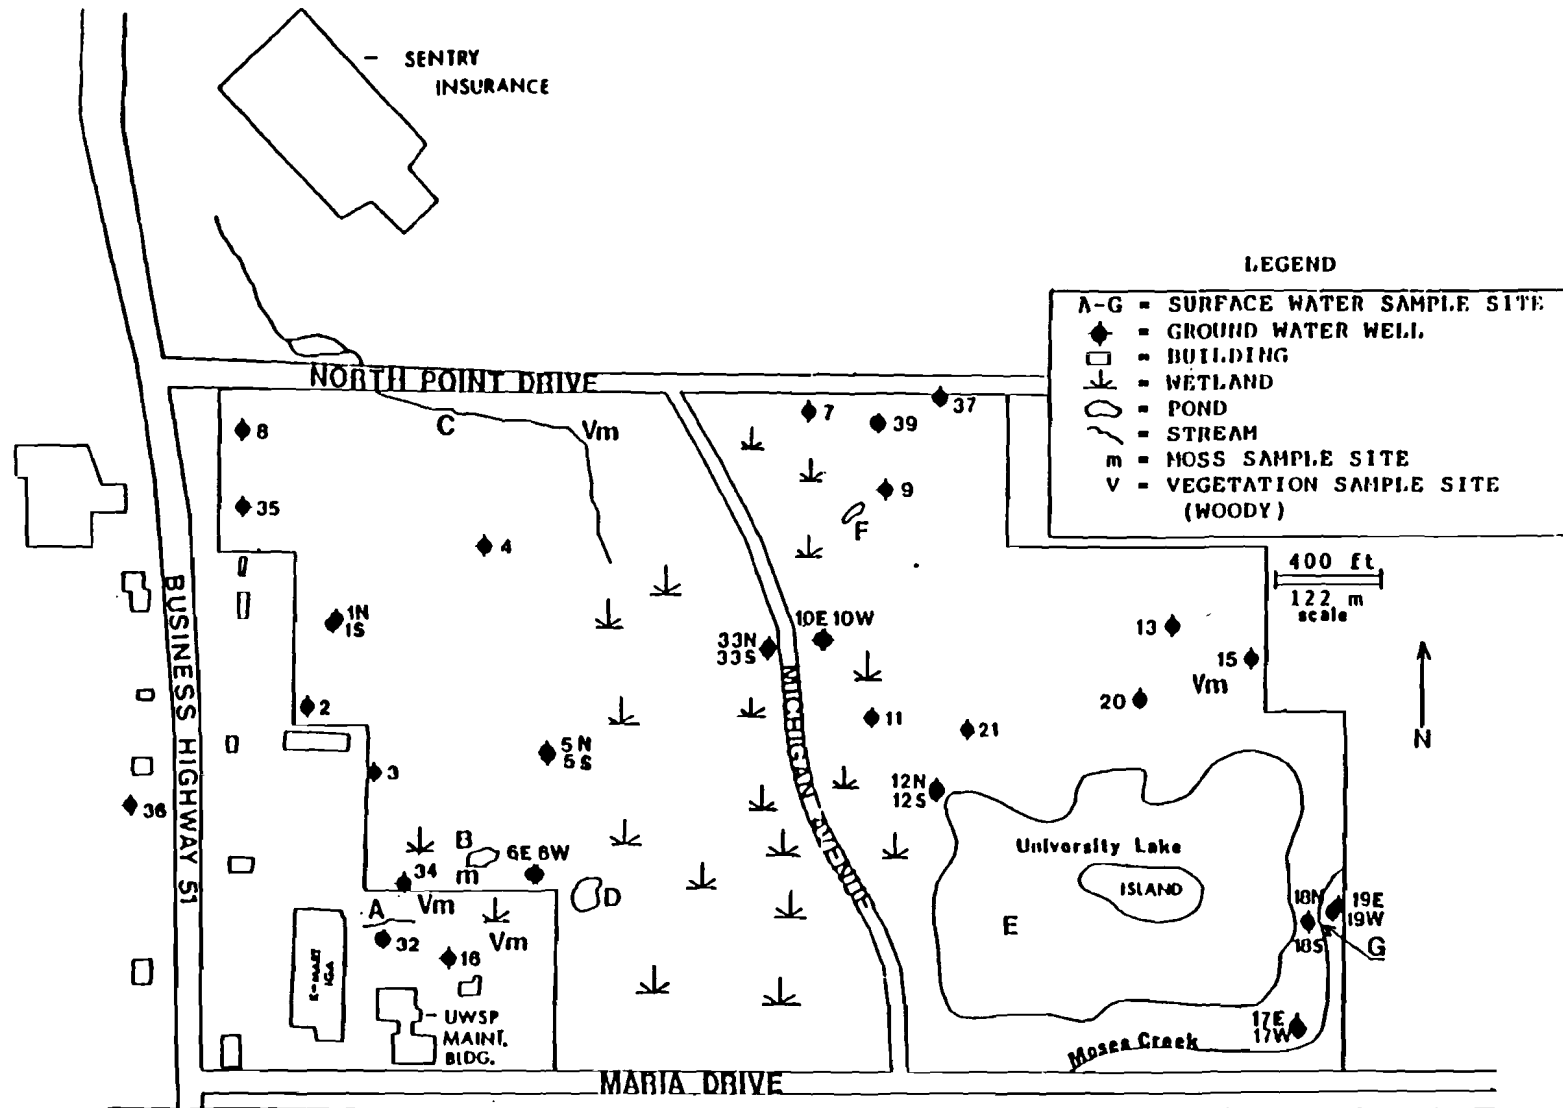 SENTRY
INSURANCE
LEGEND
A-G = SURFACE WATER SAMPLE SITE
= GROUND WATER WELL
= BUILDING
= WETLAND
= POND
= STREAM
m = MOSS SAMPLE SITE
V = VEGETATION SAMPLE SITE
(WOODY)
400 ft
122 m
scale
N
NORTH POINT DRIVE
BUSINESS HIGHWAY 51
MICHIGAN AVENUE
MARIA DRIVE
8
C
Vm
7
39
37
35
9
F
4
1N
1S
10E 10W
33N
33S
13
15
Vm
20
2
11
21
5N
5S
3
12N
12S
36
University Lake
ISLAND
E
B
m
6E 6W
34
D
A
Vm
Vm
32
16
K-MART
IGA
UWSP
MAINT.
BLDG.
18N
18S
19E
19W
G
17E
17W
Moses Creek